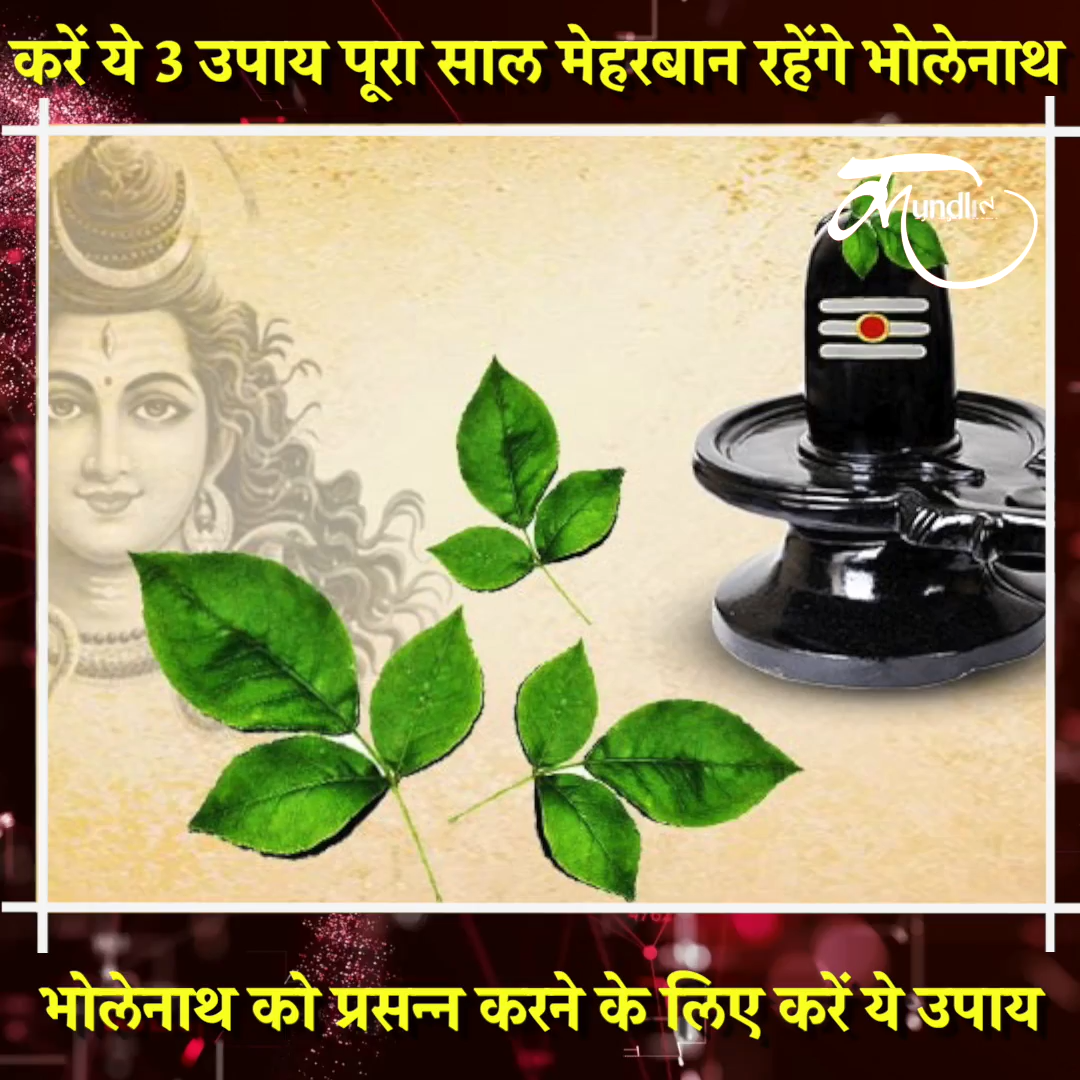 करें ये 3 उपाय पूरा साल मेहरबान रहेंगे भोलेनाथ
भोलेनाथ को प्रसन्न करने के लिए करें ये उपाय